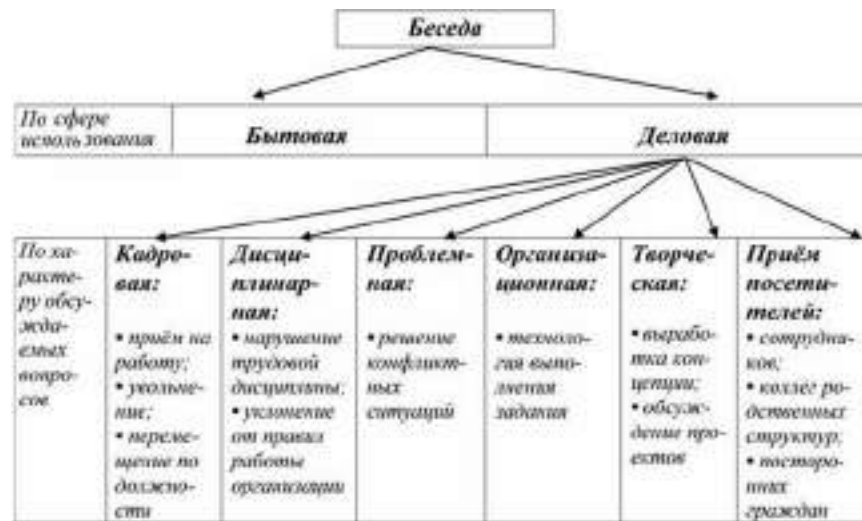 Беседа
По сфере
использования
Бытовая
Деловая
По ха-
ракте-
ру обсу-
жда-
емых
вопро-
сов
Кадро-
вая:
• приём на
работу;
• увольне-
ние;
• переме-
щение по
должно-
сти
Дисци-
плинар-
ная:
• нарушение
трудовой
дисциплины;
• уклонение
от правил
работы
организации
Проблем-
ная:
• решение
конфликт-
ных
ситуаций
Организа-
ционная:
• техноло-
гия выпо-
лнения
задания
Творче-
ская:
• выработ-
тка кон-
цепции;
• обсуж-
дение про-
ектов
Приём
посети-
телей:
• сотрудни-
ков;
• коллег ро-
дственных
структур;
• посторо-
нних
граждан